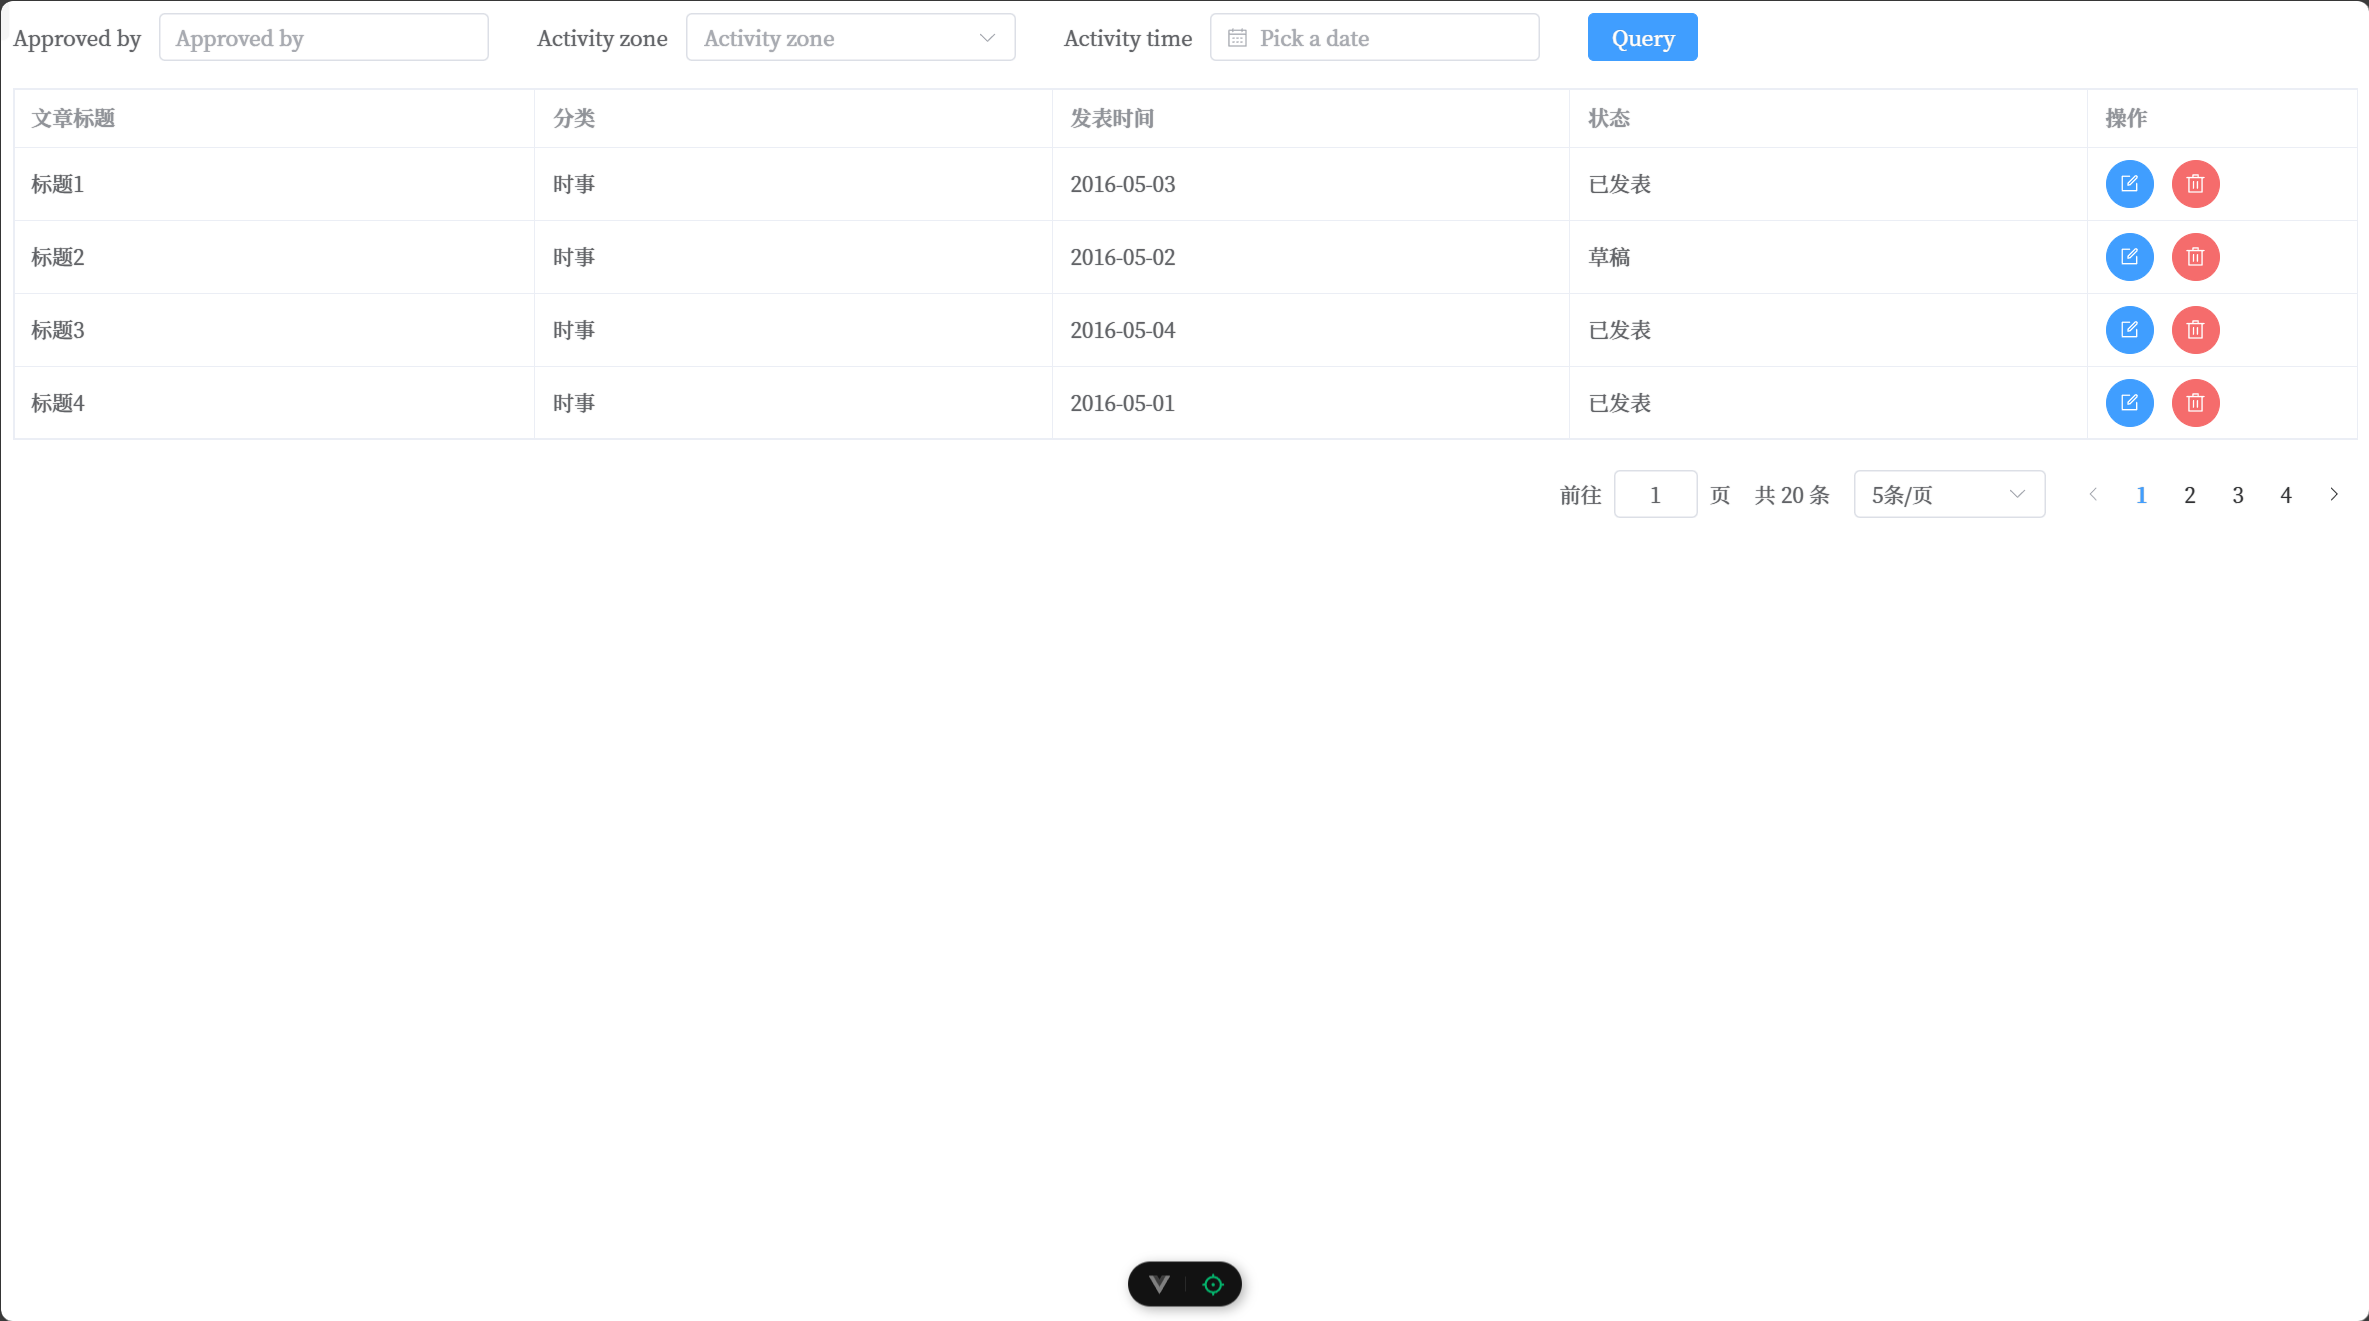 Approved by Approved by Activity zone Activity zone Activity time Pick a date Query
文章标题 分类 发表时间 状态 操作
标题1 时事 2016-05-03 已发表
标题2 时事 2016-05-02 草稿
标题3 时事 2016-05-04 已发表
标题4 时事 2016-05-01 已发表
前往 1 页 共 20 条 5条/页 1 2 3 4